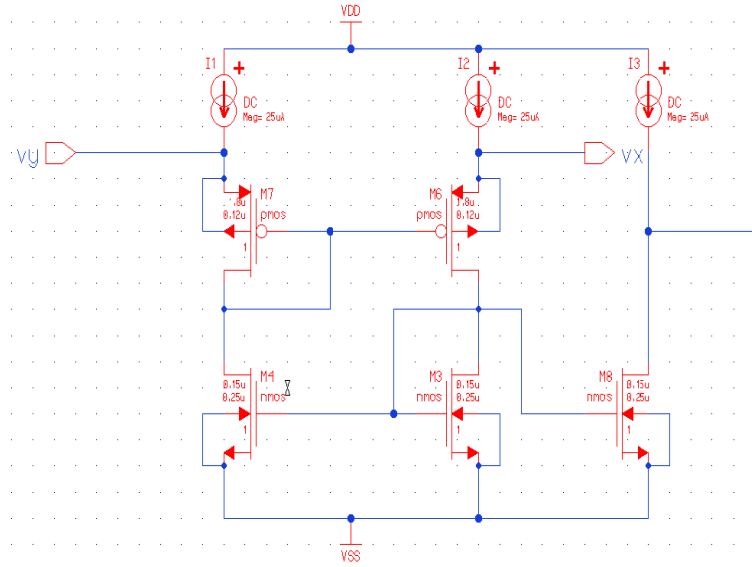 VDD
I1 + I2 + I3 +
DC DC DC
Mag= 25uA Mag= 25uA Mag= 25uA
vy VX
M7 M6
.8u .8u
0.12u 0.12u
pmos pmos
1 1
M4 M3 M8
0.15u 0.15u 0.15u
0.25u 0.25u 0.25u
nmos nmos nmos
1 1 1
VSS